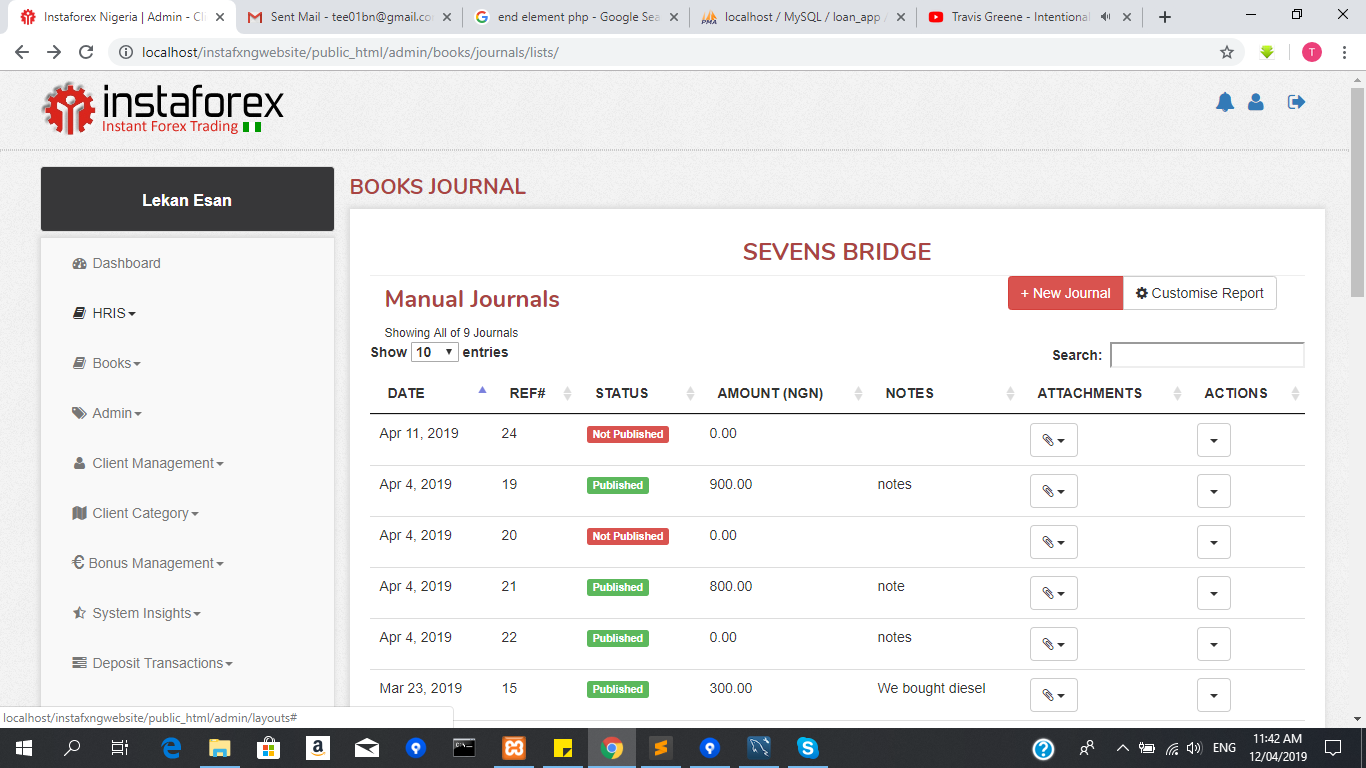 Instaforex Nigeria | Admin - Cli
Sent Mail - tee01bn@gmail.co
end element php - Google Sea
localhost / MySQL / loan_app /
Travis Greene - Intentional
localhost/instafxngwebsite/public_html/admin/books/journals/lists/
T
instaforex
Instant Forex Trading
Lekan Esan
Dashboard
HRIS
Books
Admin
Client Management
Client Category
Bonus Management
System Insights
Deposit Transactions
BOOKS JOURNAL
SEVENS BRIDGE
Manual Journals
+ New Journal Customise Report
Showing All of 9 Journals
Show 10 entries
Search:
DATE REF# STATUS AMOUNT (NGN) NOTES ATTACHMENTS ACTIONS
Apr 11, 2019 24 Not Published 0.00
Apr 4, 2019 19 Published 900.00 notes
Apr 4, 2019 20 Not Published 0.00
Apr 4, 2019 21 Published 800.00 note
Apr 4, 2019 22 Published 0.00 notes
Mar 23, 2019 15 Published 300.00 We bought diesel
localhost/instafxngwebsite/public_html/admin/layouts#
ENG
11:42 AM
12/04/2019